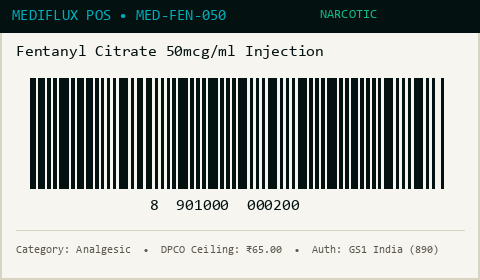 MEDIFLUX POS • MED-FEN-050
NARCOTIC
Fentanyl Citrate 50mcg/ml Injection
8 901000 000200
Category: Analgesic • DPCO Ceiling: ₹65.00 • Auth: GS1 India (890)